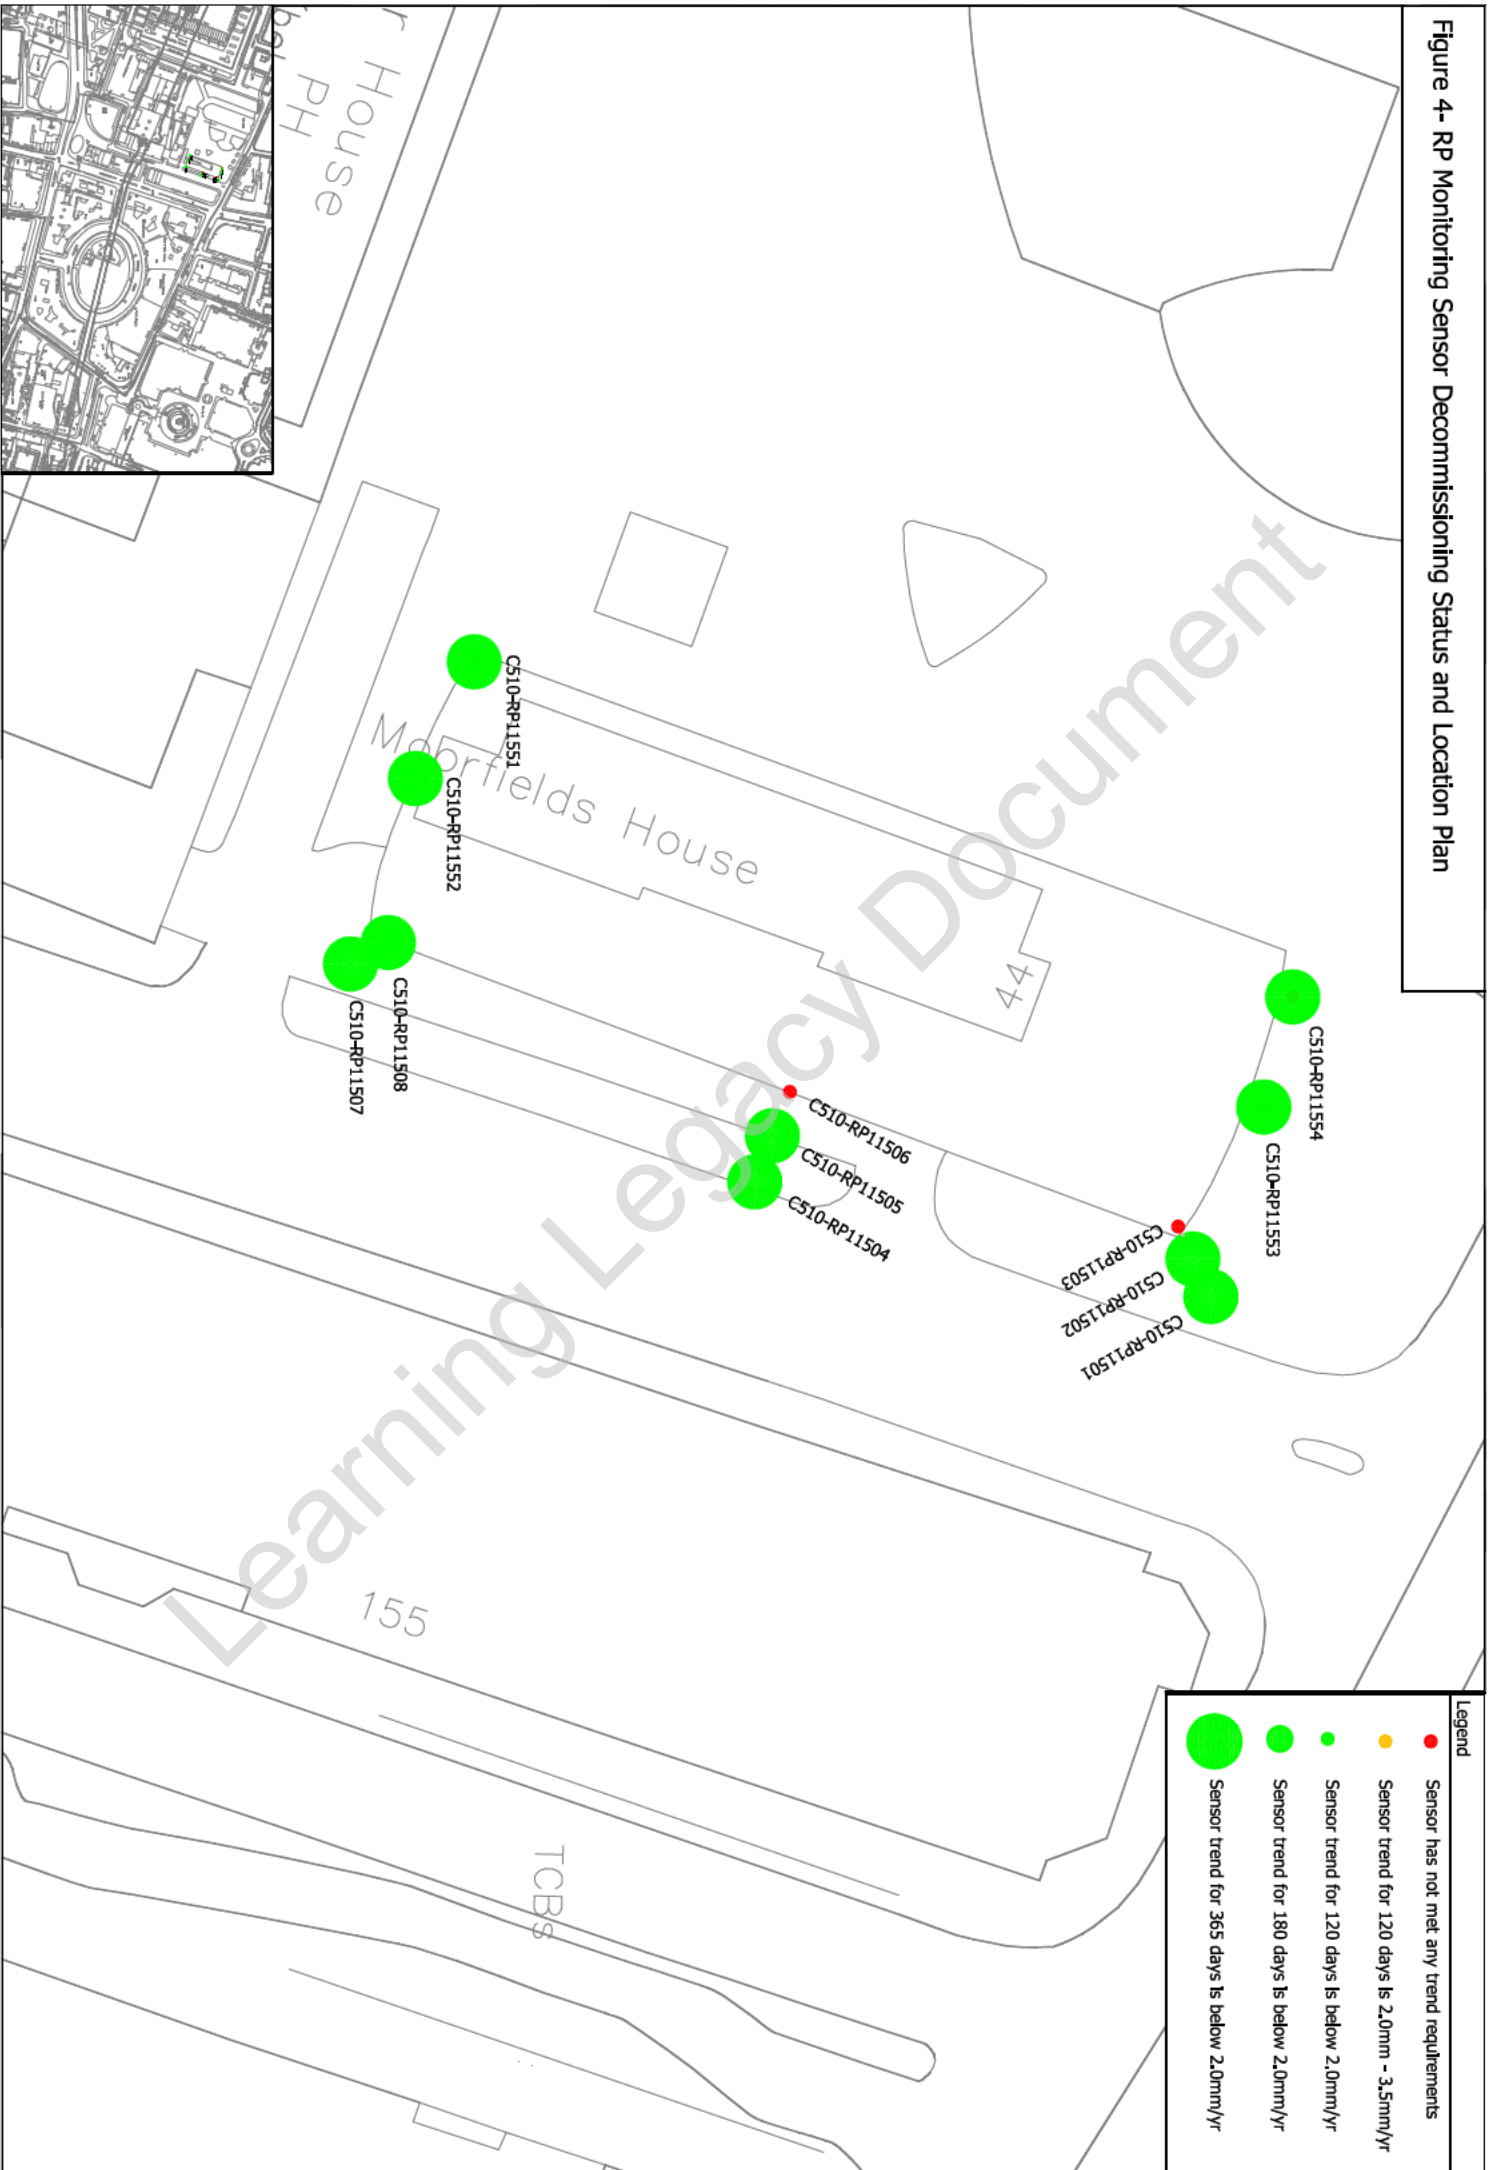 Figure 4- RP Monitoring Sensor Decommissioning Status and Location Plan
r House
PH
Moorfields House
44
C510-RP11554
C510-RP11553
C510-RP11503
C510-RP11502
C510-RP11501
C510-RP11506
C510-RP11505
C510-RP11504
C510-RP11551
C510-RP11552
C510-RP11508
C510-RP11507
155
TCBs
Legend
Sensor has not met any trend requirements
Sensor trend for 120 days is 2.0mm - 3.5mm/yr
Sensor trend for 120 days is below 2.0mm/yr
Sensor trend for 180 days is below 2.0mm/yr
Sensor trend for 365 days is below 2.0mm/yr
Learning Legacy Document